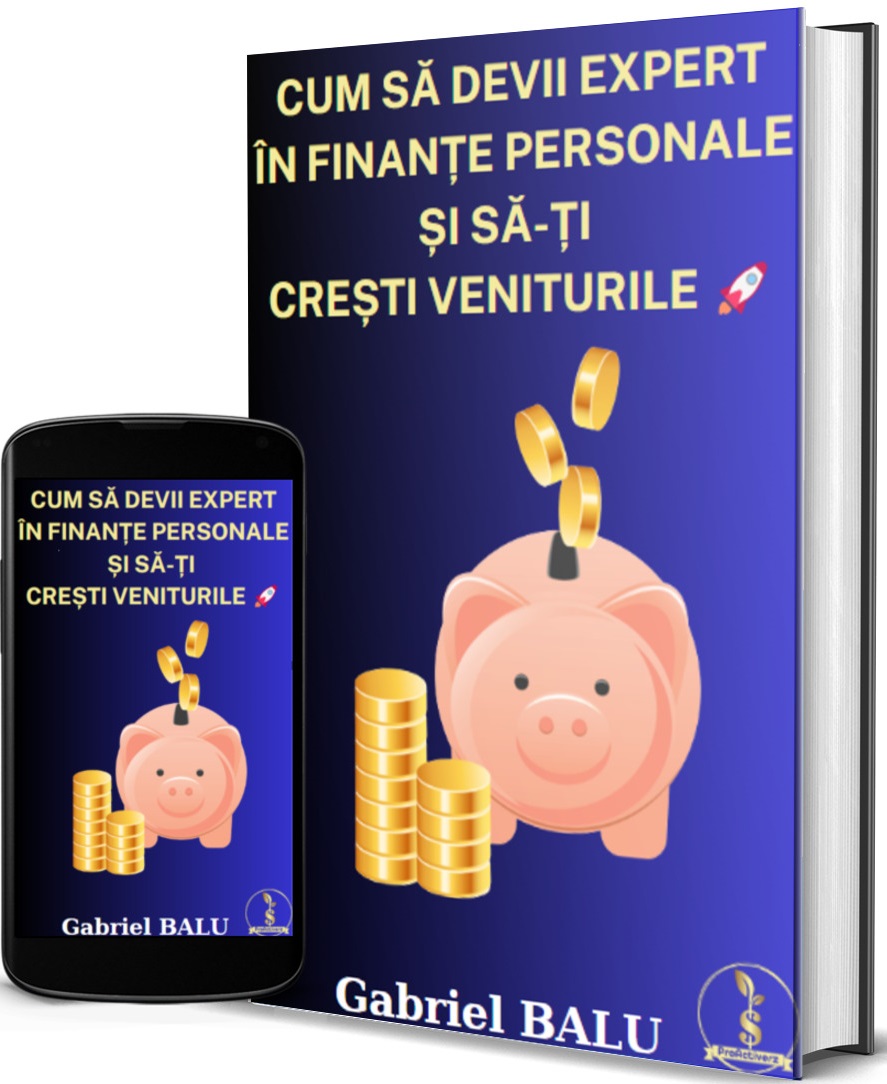 CUM SĂ DEVII EXPERT
ÎN FINANȚE PERSONALE
ȘI SĂ-ȚI
CREȘTI VENITURILE
Gabriel BALU
ProActiverz
CUM SĂ DEVII EXPERT
ÎN FINANȚE PERSONALE
ȘI SĂ-ȚI
CREȘTI VENITURILE
Gabriel BALU